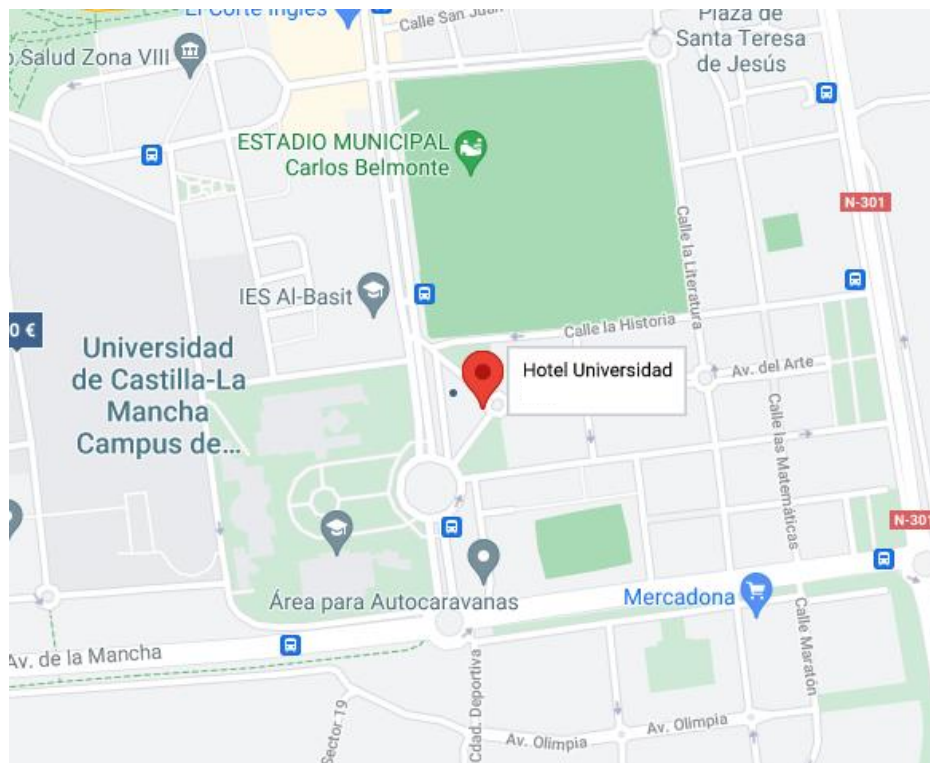 El Corte Inglés
Calle San Juan
Plaza de
Santa Teresa
de Jesús
o Salud Zona VIII
ESTADIO MUNICIPAL
Carlos Belmonte
N-301
Calle la Literatura
IES Al-Basit
Calle la Historia
0 €
Universidad
de Castilla-La
Mancha
Campus de...
Hotel Universidad
Av. del Arte
Calle las Matemáticas
N-301
Área para Autocaravanas
Mercadona
Calle Maratón
Av. de la Mancha
Cdad. Deportiva
Sector 19
Av. Olimpia
Av. Olimpia